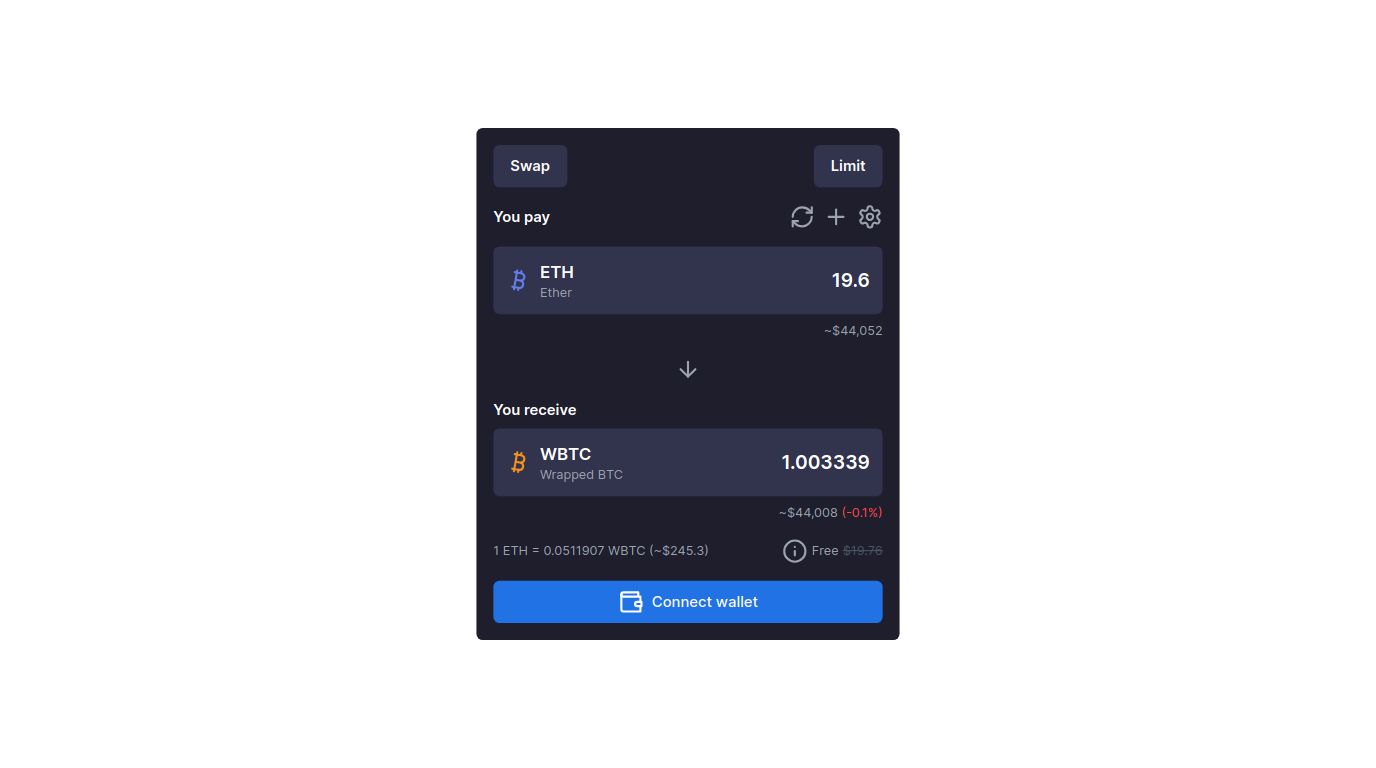 Swap
Limit
You pay
ETH
Ether
19.6
~$44,052
You receive
WBTC
Wrapped BTC
1.003339
~$44,008 (-0.1%)
1 ETH = 0.0511907 WBTC (~$245.3)
Free $19.76
Connect wallet